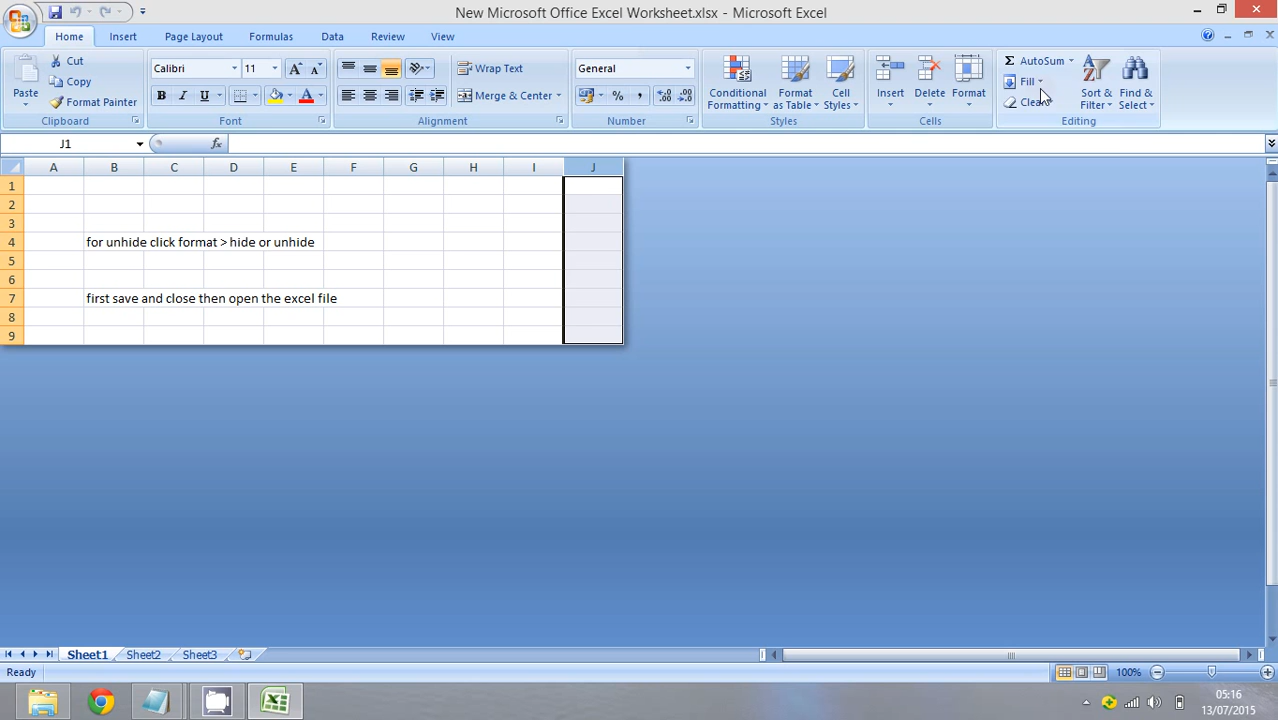 New Microsoft Office Excel Worksheet.xlsx - Microsoft Excel
Home Insert Page Layout Formulas Data Review View
Paste
Cut
Copy
Format Painter
Clipboard
Calibri 11
B I U
Font
Wrap Text
Merge & Center
Alignment
General
% ,
Number
Conditional Formatting
Format as Table
Cell Styles
Styles
Insert
Delete
Format
Cells
Σ AutoSum
Fill
Clear
Sort & Filter
Find & Select
Editing
J1 fx
A B C D E F G H I J
1
2
3
4 for unhide click format > hide or unhide
5
6
7 first save and close then open the excel file
8
9
Sheet1 Sheet2 Sheet3
Ready 100%
05:16
13/07/2015